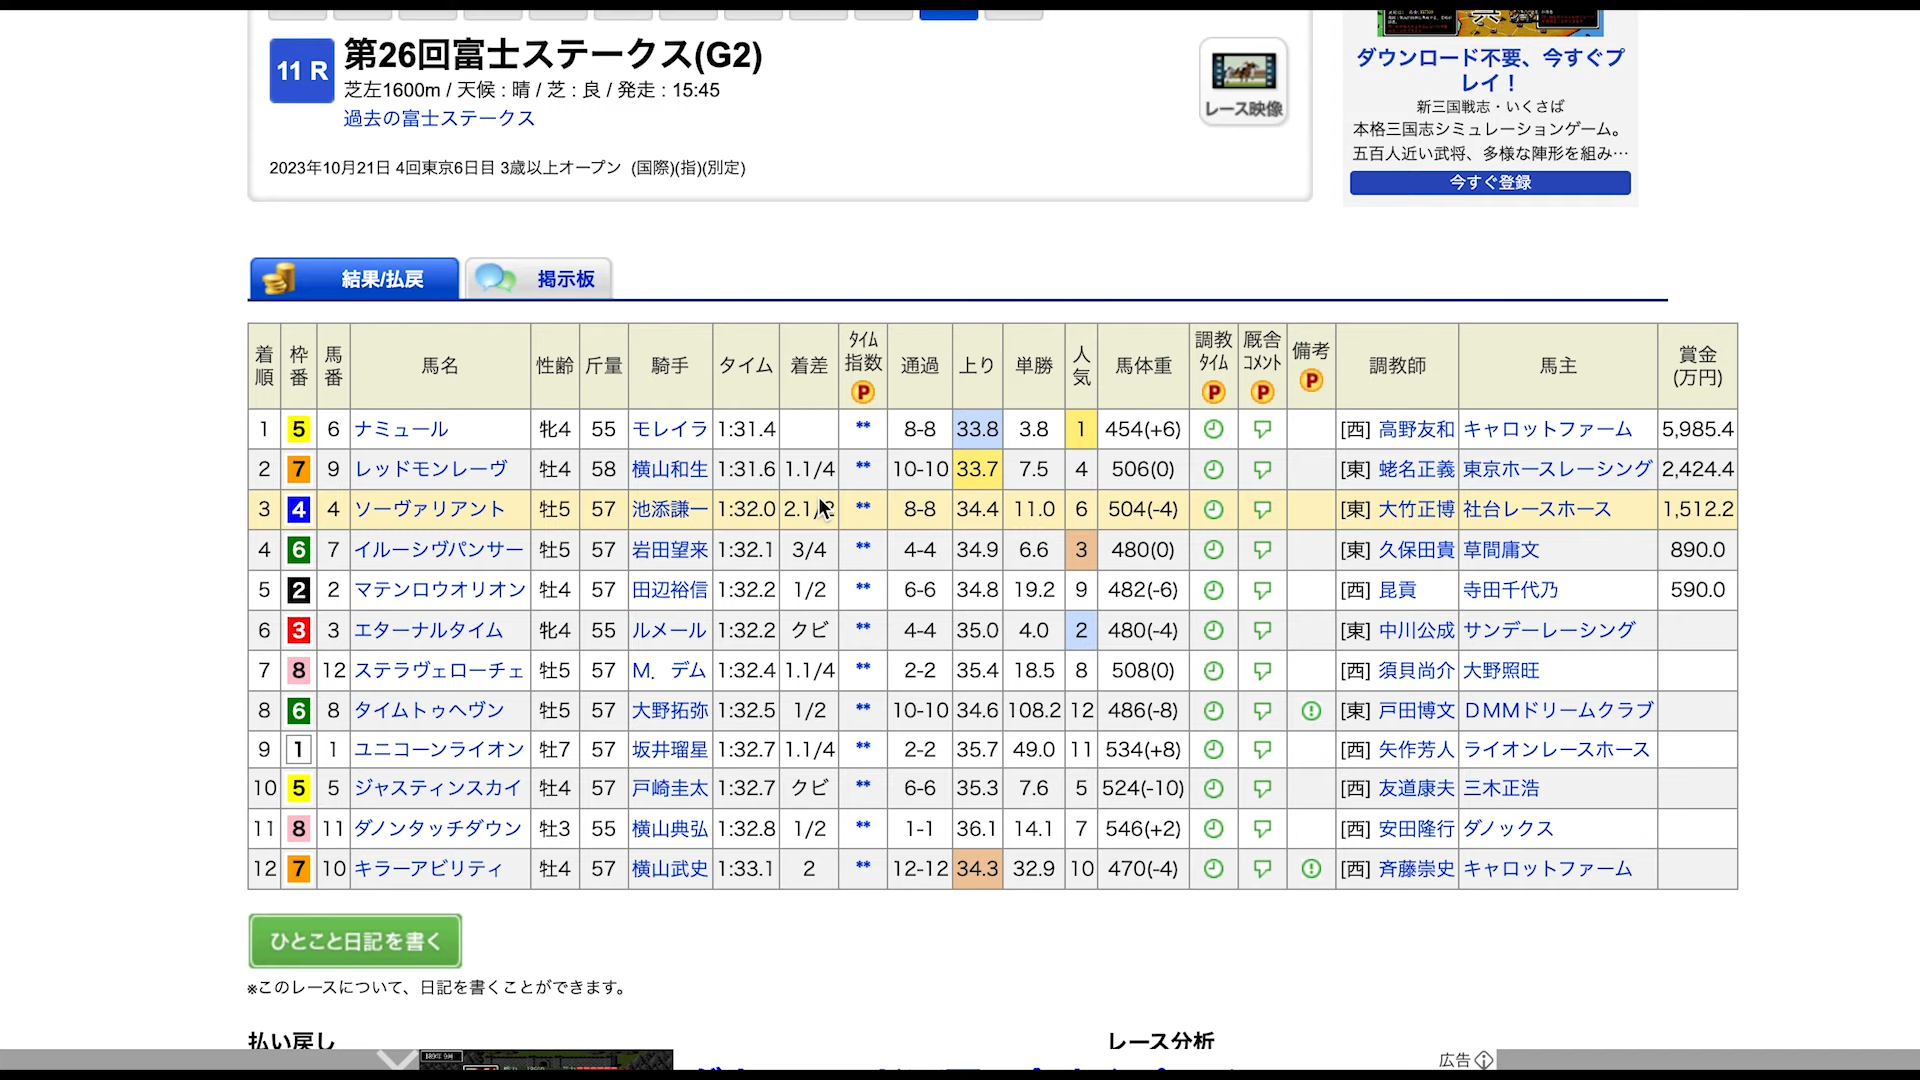 11 R
第26回富士ステークス(G2)
芝左1600m / 天候 : 晴 / 芝 : 良 / 発走 : 15:45
過去の富士ステークス
レース映像
2023年10月21日 4回東京6日目 3歳以上オープン (国際)(指)(別定)
ダウンロード不要、今すぐプ
レイ！
新三国戦志・いくさば
本格三国志シミュレーションゲーム。
五百人近い武将、多様な陣形を組み…
今すぐ登録
結果/払戻 掲示板
着順 枠番 馬番 馬名 性齢 斤量 騎手 タイム 着差 ﾀｲﾑ指数 通過 上り 単勝 人気 馬体重 調教ﾀｲﾑ 厩舎ｺﾒﾝﾄ 備考 調教師 馬主 賞金(万円)
P P P P
1 5 6 ナミュール 牝4 55 モレイラ 1:31.4 ** 8-8 33.8 3.8 1 454(+6) [西] 高野友和 キャロットファーム 5,985.4
2 7 9 レッドモンレーヴ 牡4 58 横山和生 1:31.6 1.1/4 ** 10-10 33.7 7.5 4 506(0) [東] 蛯名正義 東京ホースレーシング 2,424.4
3 4 4 ソーヴァリアント 牡5 57 池添謙一 1:32.0 2.1/2 ** 8-8 34.4 11.0 6 504(-4) [東] 大竹正博 社台レースホース 1,512.2
4 6 7 イルーシヴパンサー 牡5 57 岩田望来 1:32.1 3/4 ** 4-4 34.9 6.6 3 480(0) [東] 久保田貴 草間庸文 890.0
5 2 2 マテンロウオリオン 牡4 57 田辺裕信 1:32.2 1/2 ** 6-6 34.8 19.2 9 482(-6) [西] 昆貢 寺田千代乃 590.0
6 3 3 エターナルタイム 牝4 55 ルメール 1:32.2 クビ ** 4-4 35.0 4.0 2 480(-4) [東] 中川公成 サンデーレーシング
7 8 12 ステラヴェローチェ 牡5 57 M．デム 1:32.4 1.1/4 ** 2-2 35.4 18.5 8 508(0) [西] 須貝尚介 大野照旺
8 6 8 タイムトゥヘヴン 牡5 57 大野拓弥 1:32.5 1/2 ** 10-10 34.6 108.2 12 486(-8) [東] 戸田博文 ＤＭＭドリームクラブ
9 1 1 ユニコーンライオン 牡7 57 坂井瑠星 1:32.7 1.1/4 ** 2-2 35.7 49.0 11 534(+8) [西] 矢作芳人 ライオンレースホース
10 5 5 ジャスティンスカイ 牡4 57 戸崎圭太 1:32.7 クビ ** 6-6 35.3 7.6 5 524(-10) [西] 友道康夫 三木正浩
11 8 11 ダノンタッチダウン 牡3 55 横山典弘 1:32.8 1/2 ** 1-1 36.1 14.1 7 546(+2) [西] 安田隆行 ダノックス
12 7 10 キラーアビリティ 牡4 57 横山武史 1:33.1 2 ** 12-12 34.3 32.9 10 470(-4) [西] 斉藤崇史 キャロットファーム
ひとこと日記を書く
※このレースについて、日記を書くことができます。
払い戻し レース分析
広告